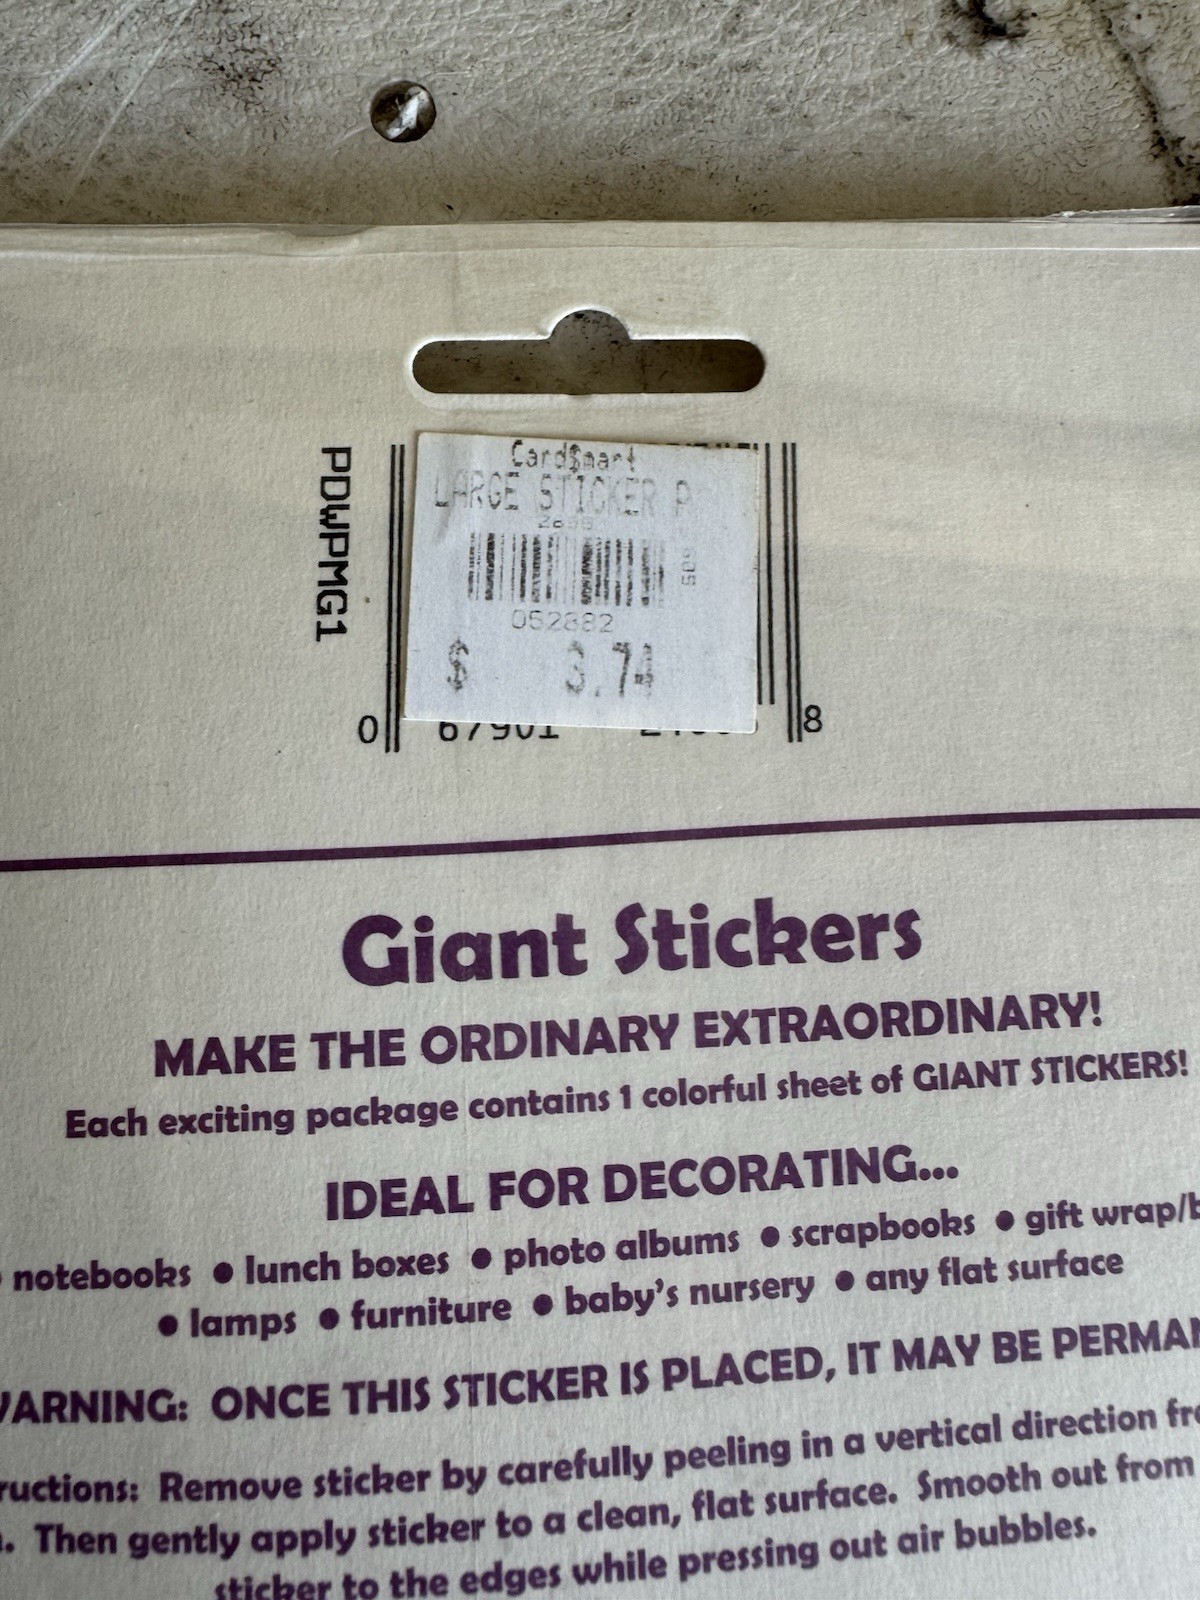 PDWPMG1
Card$mart
LARGE STICKER P
505
052882
$ 3.74
0 67901 8
Giant Stickers
MAKE THE ORDINARY EXTRAORDINARY!
Each exciting package contains 1 colorful sheet of GIANT STICKERS!
IDEAL FOR DECORATING...
• notebooks • lunch boxes • photo albums • scrapbooks • gift wrap/b
• lamps • furniture • baby's nursery • any flat surface
WARNING: ONCE THIS STICKER IS PLACED, IT MAY BE PERMAN
ructions: Remove sticker by carefully peeling in a vertical direction fro
. Then gently apply sticker to a clean, flat surface. Smooth out from
sticker to the edges while pressing out air bubbles.